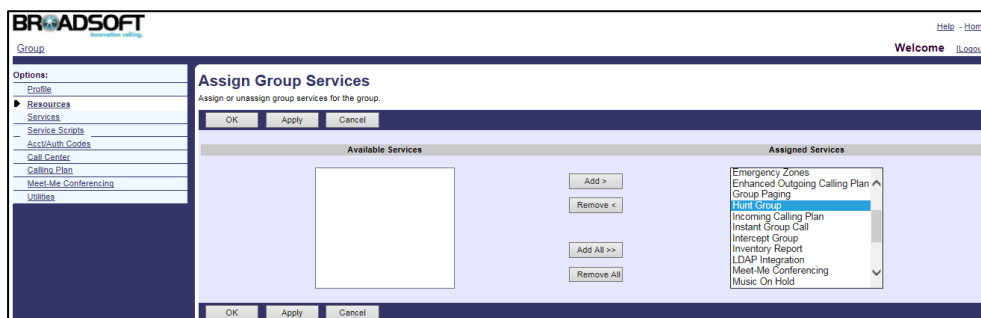 BROADSOFT
innovation calling.
Help - Hom
Group
Welcome [Logou
Options:
Profile
Resources
Services
Service Scripts
Acct/Auth Codes
Call Center
Calling Plan
Meet-Me Conferencing
Utilities
Assign Group Services
Assign or unassign group services for the group.
OK Apply Cancel
Available Services
Assigned Services
Add >
Remove <
Add All >>
Remove All
Emergency Zones
Enhanced Outgoing Calling Plan
Group Paging
Hunt Group
Incoming Calling Plan
Instant Group Call
Intercept Group
Inventory Report
LDAP Integration
Meet-Me Conferencing
Music On Hold
OK Apply Cancel